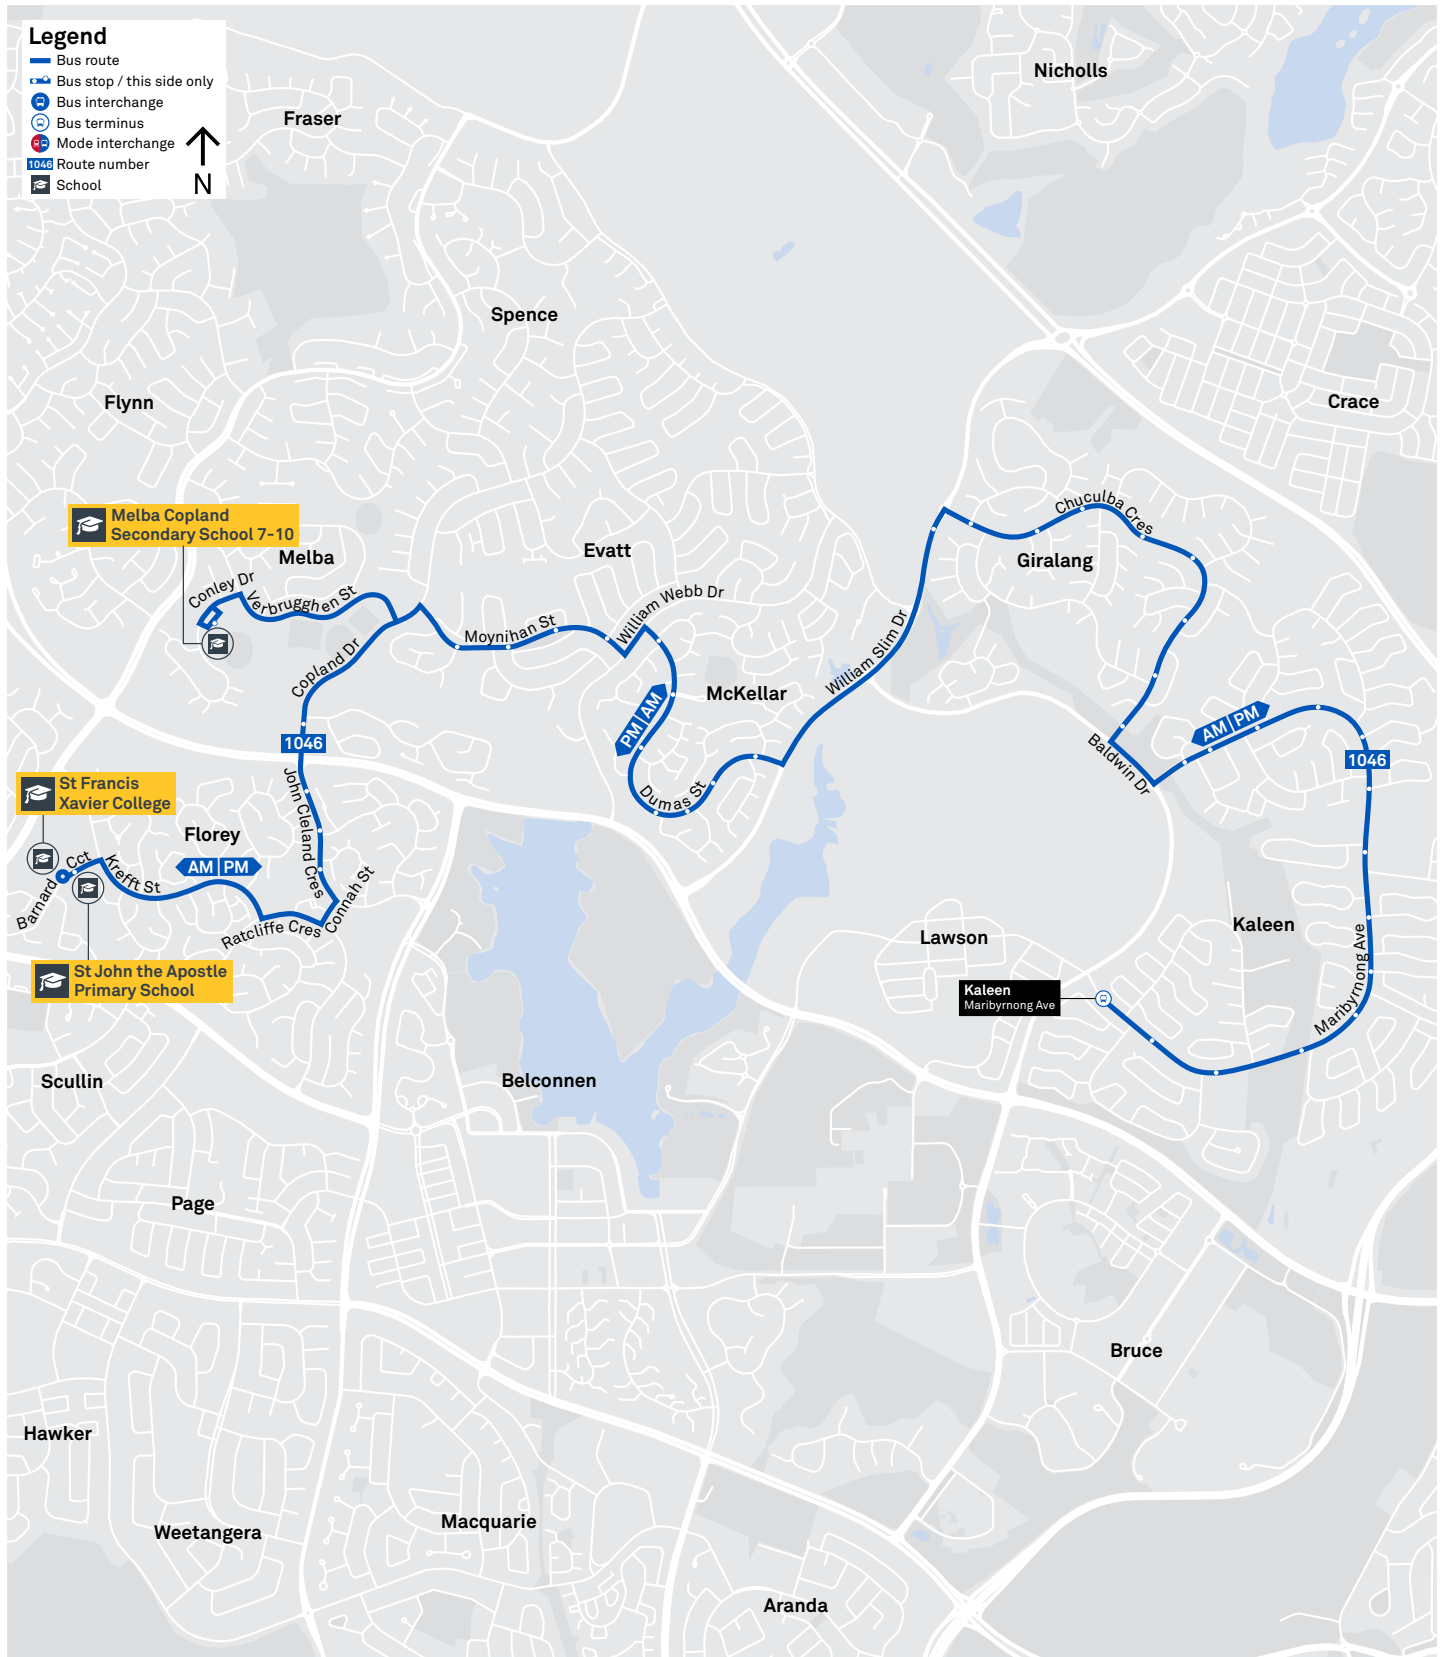 Legend
Bus route
Bus stop / this side only
Bus interchange
Bus terminus
Mode interchange
1046 Route number
School
N
Nicholls
Fraser
Spence
Flynn
Crace
Melba Copland
Secondary School 7-10
Chuculba Cres
Melba
Evatt
Giralang
Conley Dr
Verbrugghen St
William Webb Dr
Moynihan St
Copland Dr
William Slim Dr
McKellar
PM AM
AM PM
1046
Baldwin Dr
1046
St Francis
Xavier College
John Cleland Cres
Dumas St
Florey
Barnard Cct
Krefft St
AM PM
Connah St
Ratcliffe Cres
Kaleen
Lawson
Maribyrnong Ave
St John the Apostle
Primary School
Kaleen
Maribyrnong Ave
Scullin
Belconnen
Page
Bruce
Hawker
Weetangera
Macquarie
Aranda